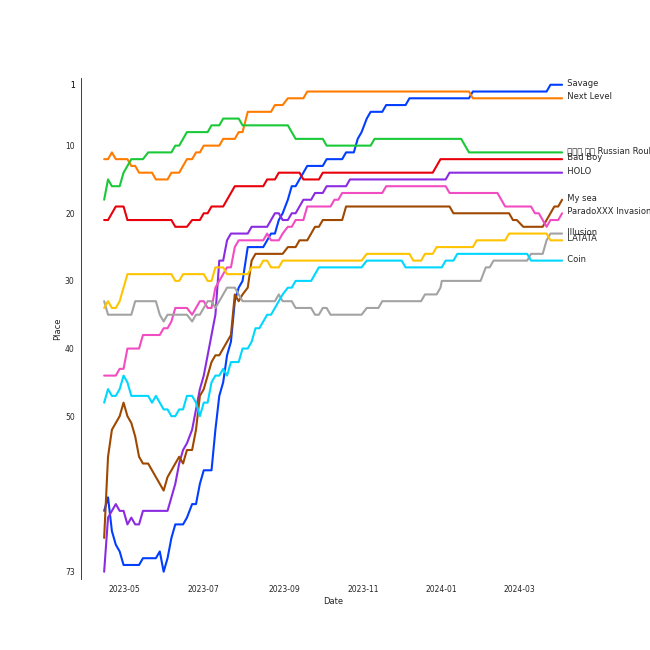 1
10
20
30
40
50
73
Place
2023-05
2023-07
2023-09
2023-11
2024-01
2024-03
Date
Savage
Next Level
Russian Roul
Bad Boy
HOLO
My sea
ParadoXXX Invasion
Illusion
LATATA
Coin